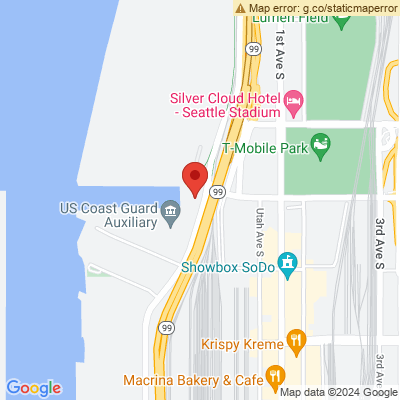 Map error: g.co/staticmaperror
Lumen Field
1st Ave S
99
Silver Cloud Hotel
- Seattle Stadium
T-Mobile Park
99
US Coast Guard
Auxiliary
Utah Ave S
3rd Ave S
Showbox SoDo
99
Krispy Kreme
3rd Ave
Macrina Bakery & Cafe
Google
Map data ©2024 Google